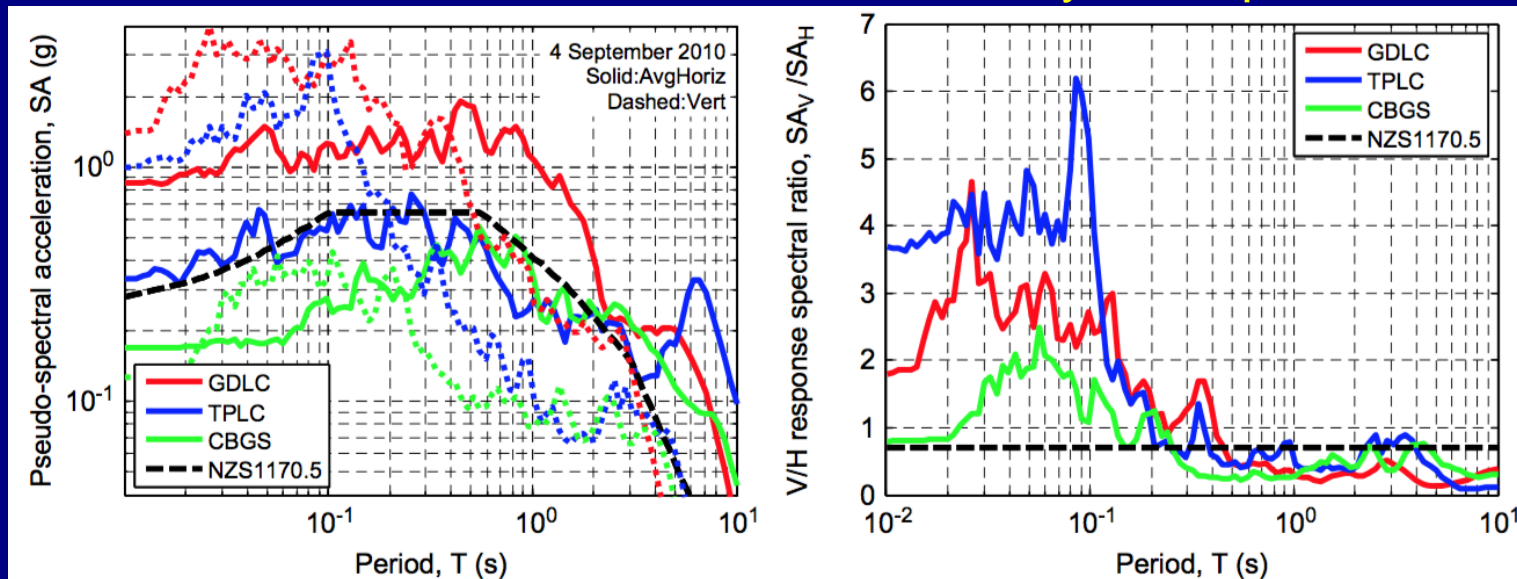 Pseudo-spectral acceleration, SA (g)
10^0
10^-1
4 September 2010
Solid:AvgHoriz
Dashed:Vert
GDLC
TPLC
CBGS
NZS1170.5
10^-1
10^0
10^1
Period, T (s)
V/H response spectral ratio, SA_V /SA_H
7
6
5
4
3
2
1
0
GDLC
TPLC
CBGS
NZS1170.5
10^-2
10^-1
10^0
10^1
Period, T (s)